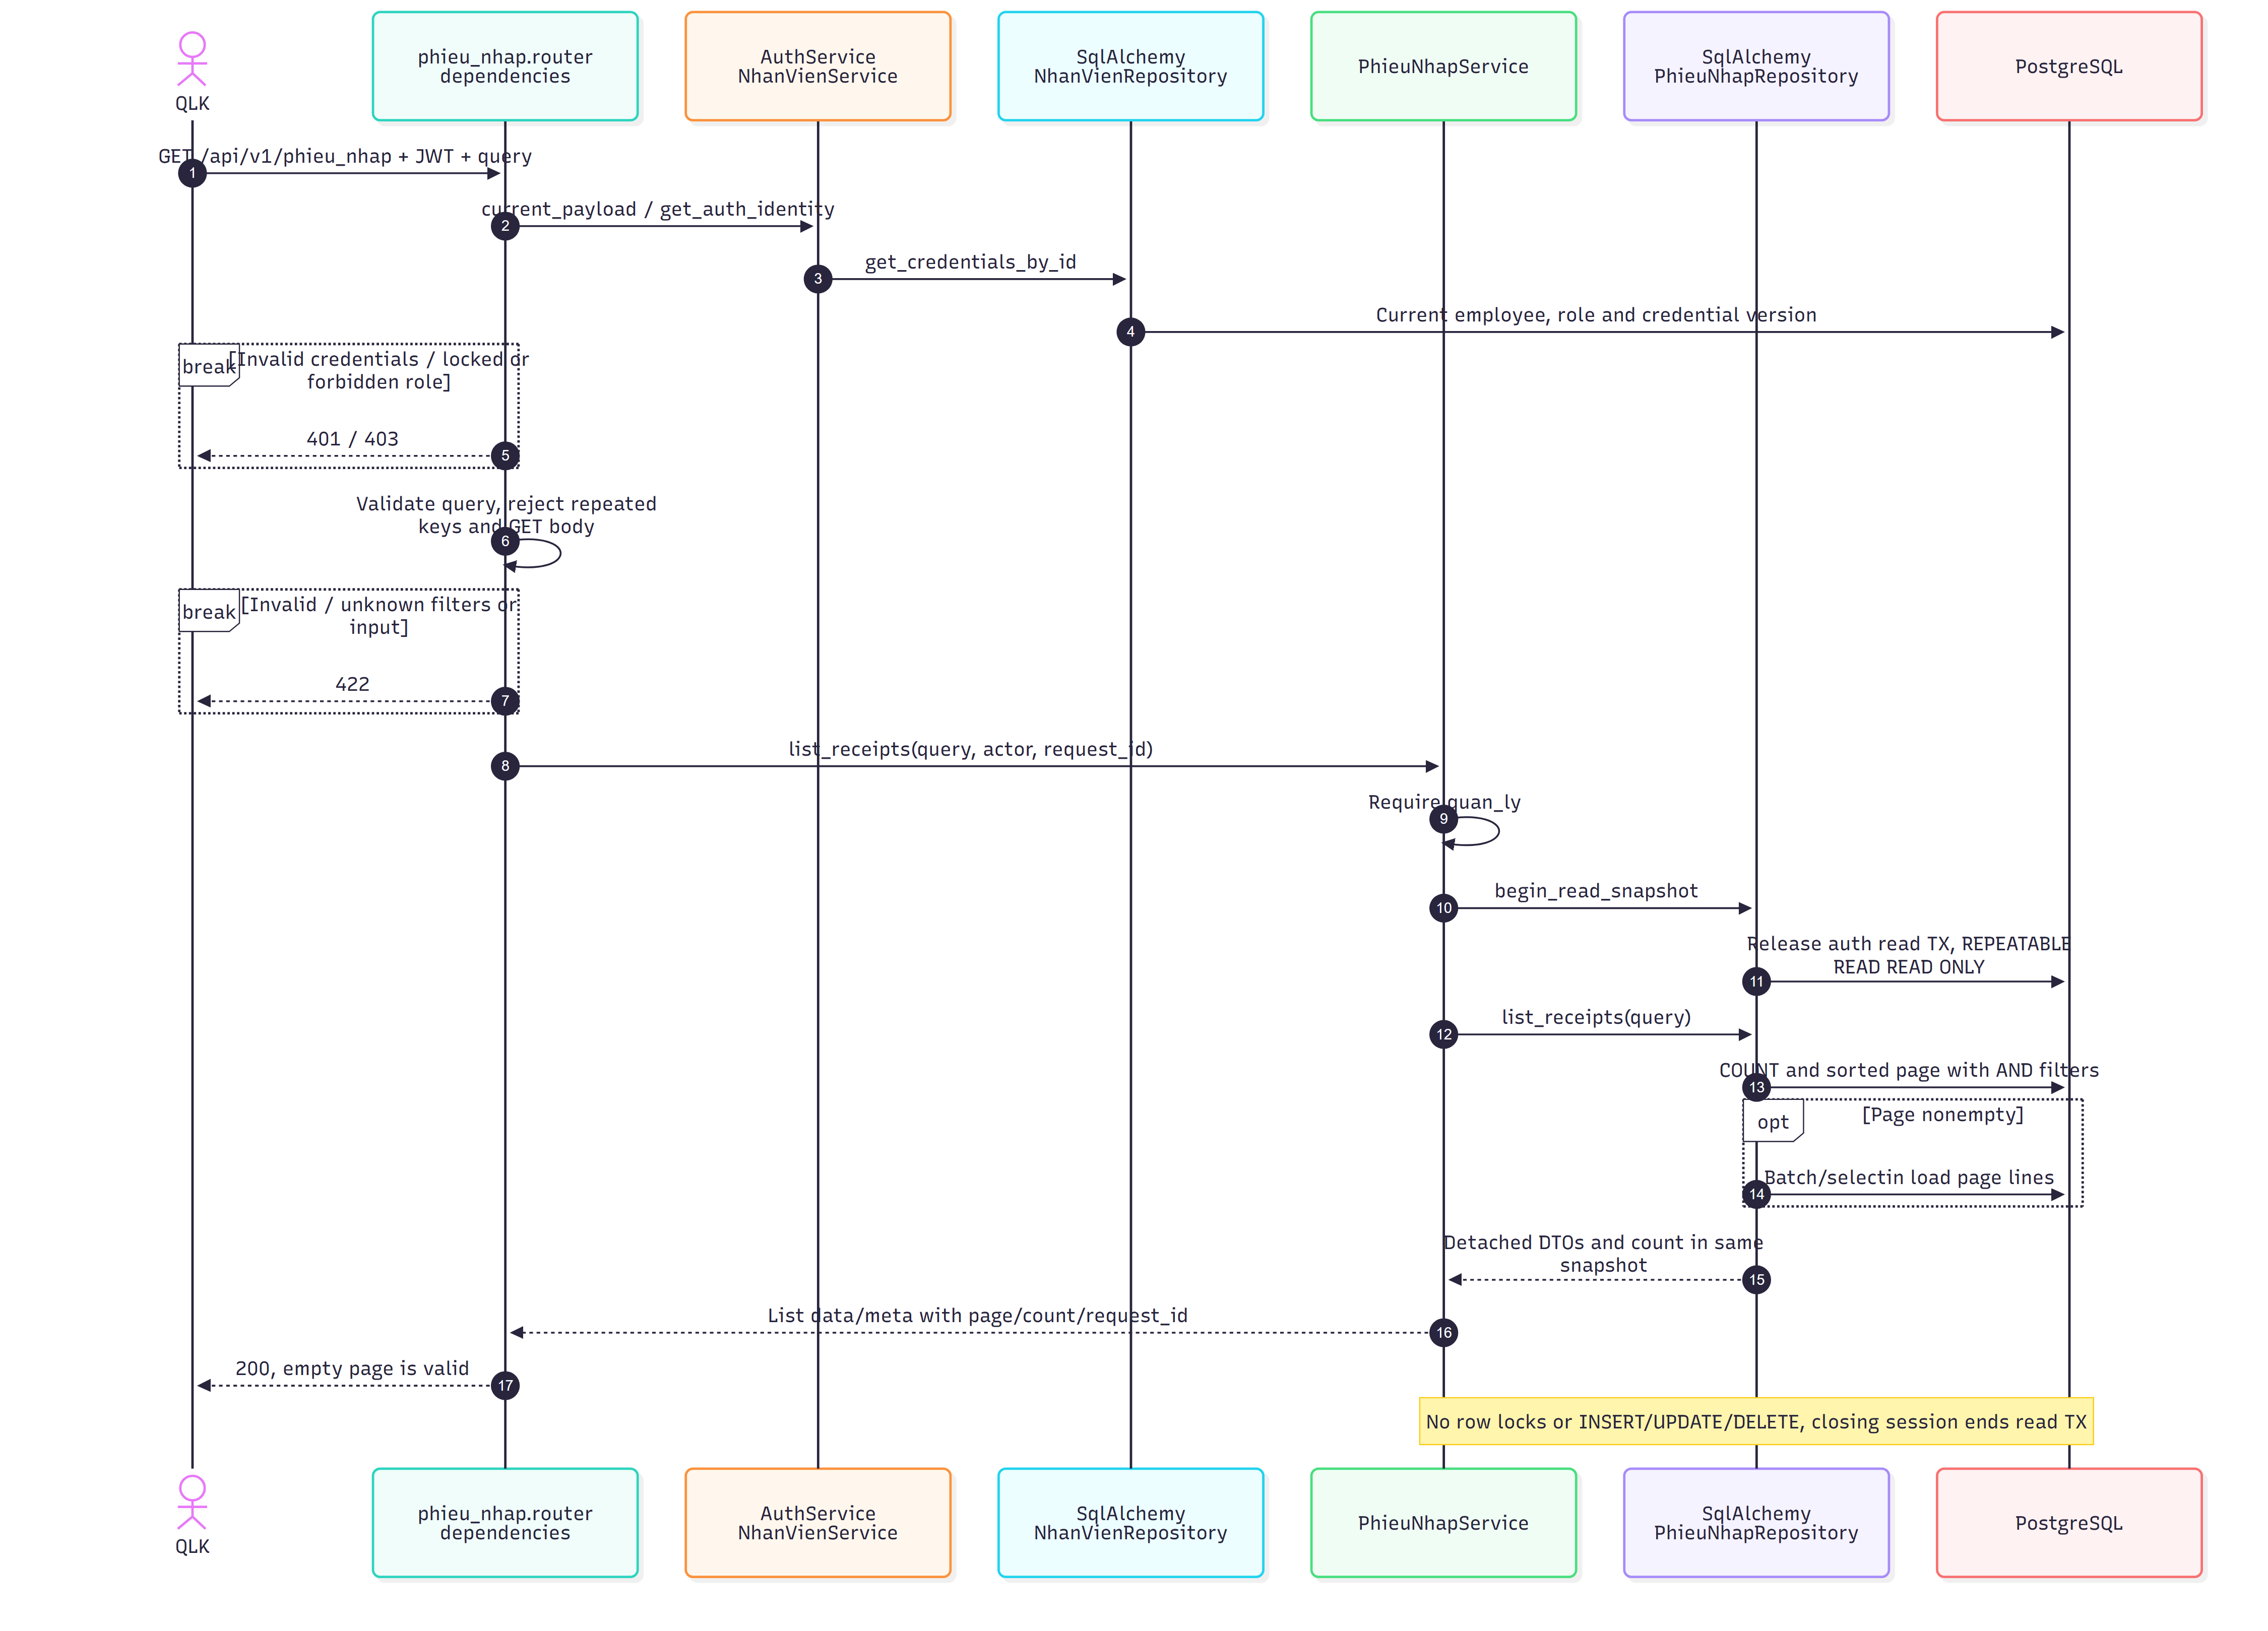 QLK
phieu_nhap.router
dependencies
AuthService
NhanVienService
SqlAlchemy
NhanVienRepository
PhieuNhapService
SqlAlchemy
PhieuNhapRepository
PostgreSQL
GET /api/v1/phieu_nhap + JWT + query
1
current_payload / get_auth_identity
2
get_credentials_by_id
3
Current employee, role and credential version
4
break
[Invalid credentials / locked or
forbidden role]
401 / 403
5
Validate query, reject repeated
keys and GET body
6
break
[Invalid / unknown filters or
input]
422
7
list_receipts(query, actor, request_id)
8
Require quan_ly
9
begin_read_snapshot
10
Release auth read TX, REPEATABLE
READ READ ONLY
11
list_receipts(query)
12
COUNT and sorted page with AND filters
13
opt
[Page nonempty]
Batch/selectin load page lines
14
Detached DTOs and count in same
snapshot
15
List data/meta with page/count/request_id
16
200, empty page is valid
17
No row locks or INSERT/UPDATE/DELETE, closing session ends read TX
QLK
phieu_nhap.router
dependencies
AuthService
NhanVienService
SqlAlchemy
NhanVienRepository
PhieuNhapService
SqlAlchemy
PhieuNhapRepository
PostgreSQL